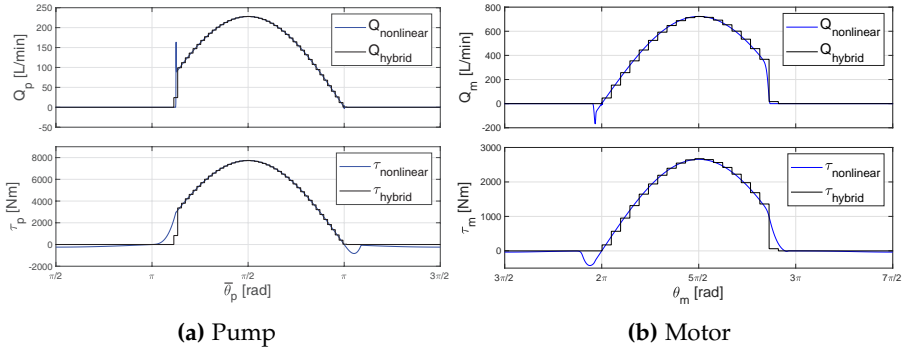 250
200
150
100
50
0
-50
Q_p [L/min]
Q_nonlinear
Q_hybrid
8000
6000
4000
2000
0
-2000
τ_p [Nm]
τ_nonlinear
τ_hybrid
π/2 π π/2 π 3π/2
θ̅_p [rad]
(a) Pump
800
600
400
200
0
-200
Q_m [L/min]
Q_nonlinear
Q_hybrid
3000
2000
1000
0
τ_m [Nm]
τ_nonlinear
τ_hybrid
3π/2 2π 5π/2 3π 7π/2
θ_m [rad]
(b) Motor